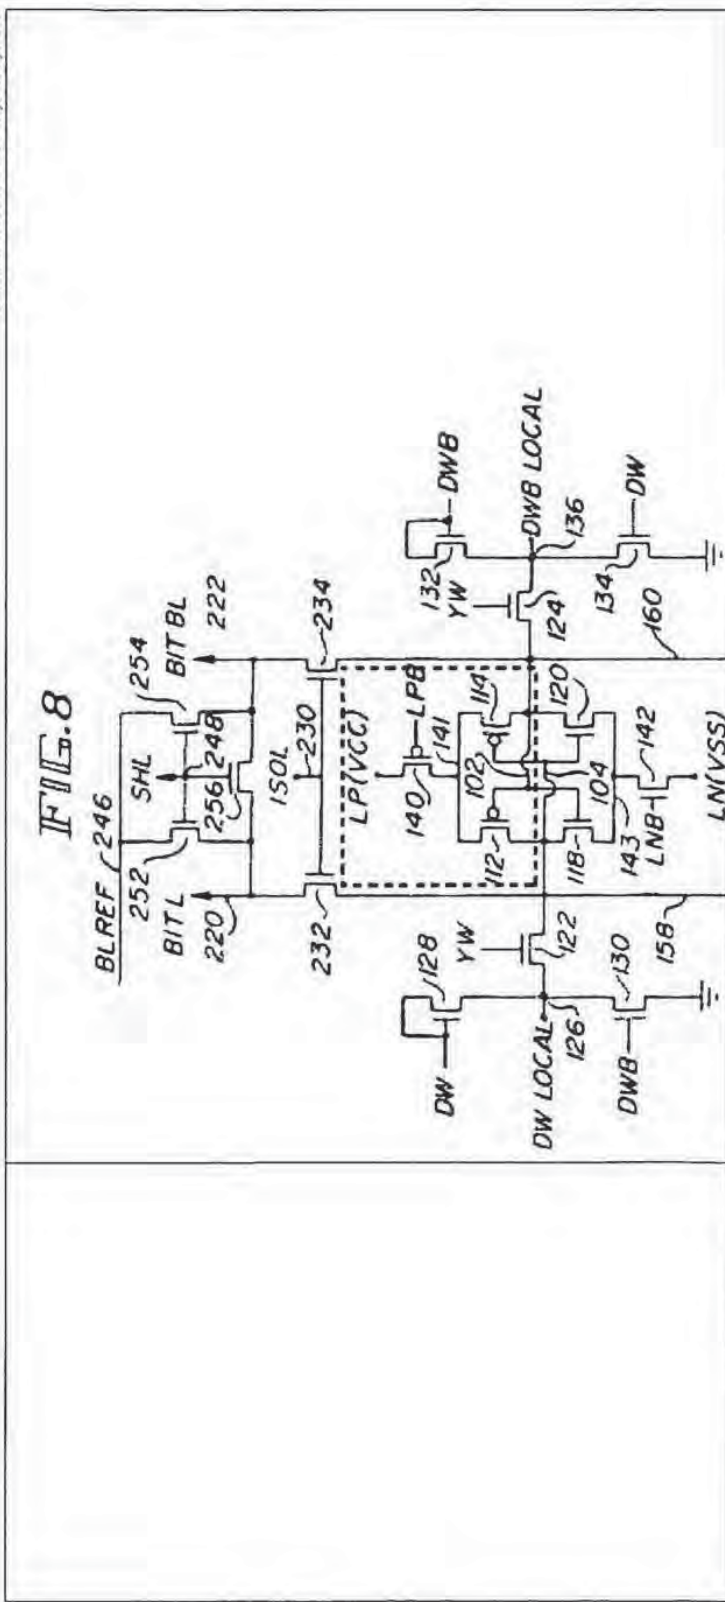 FIG.8
BLREF 246
252
254
SHL
248
256
BITL
BIT BL
220
222
ISOL
230
232
234
LP(VCC)
LPB
140
141
112
114
102
104
118
120
143
LNB
142
LN(VSS)
YW
122
128
DW
DW LOCAL
126
130
DWB
158
YW
124
132
DWB
DWB LOCAL
136
134
DW
160